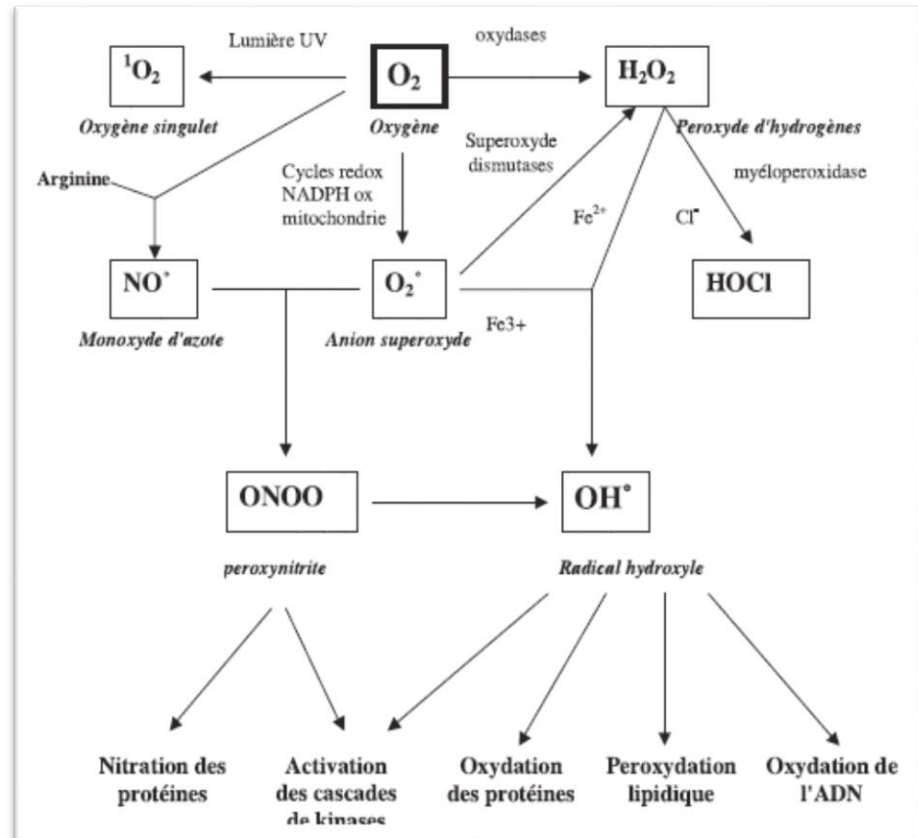 Lumière UV
oxydases
¹O₂
O₂
H₂O₂
Oxygène singulet
Oxygène
Peroxyde d'hydrogènes
Superoxyde
dismutases
Arginine
Cycles redox
NADPH ox
mitochondrie
myéloperoxidase
Fe²⁺
Cl⁻
NO°
O₂°
HOCl
Monoxyde d'azote
Anion superoxyde
Fe3+
ONOO
OH°
peroxynitrite
Radical hydroxyle
Nitration des
protéines
Activation
des cascades
de kinases
Oxydation
des protéines
Peroxydation
lipidique
Oxydation de
l'ADN